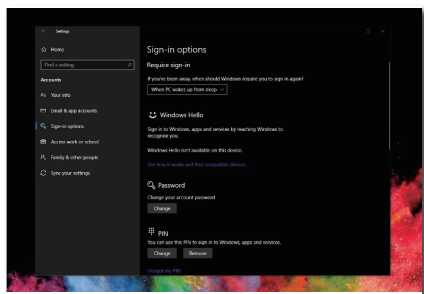 Settings
Home
Find a setting
Accounts
Your info
Email & app accounts
Sign-in options
Access work or school
Family & other people
Sync your settings
Sign-in options
Require sign-in
If you've been away, when should Windows require you to sign in again?
When PC wakes up from sleep
Windows Hello
Sign in to Windows, apps and services by teaching Windows to
recognise you.
Windows Hello isn't available on this device.
See how it works and find compatible devices.
Password
Change your account password
Change
PIN
You can use this PIN to sign in to Windows, apps and services.
Change Remove
I forgot my PIN